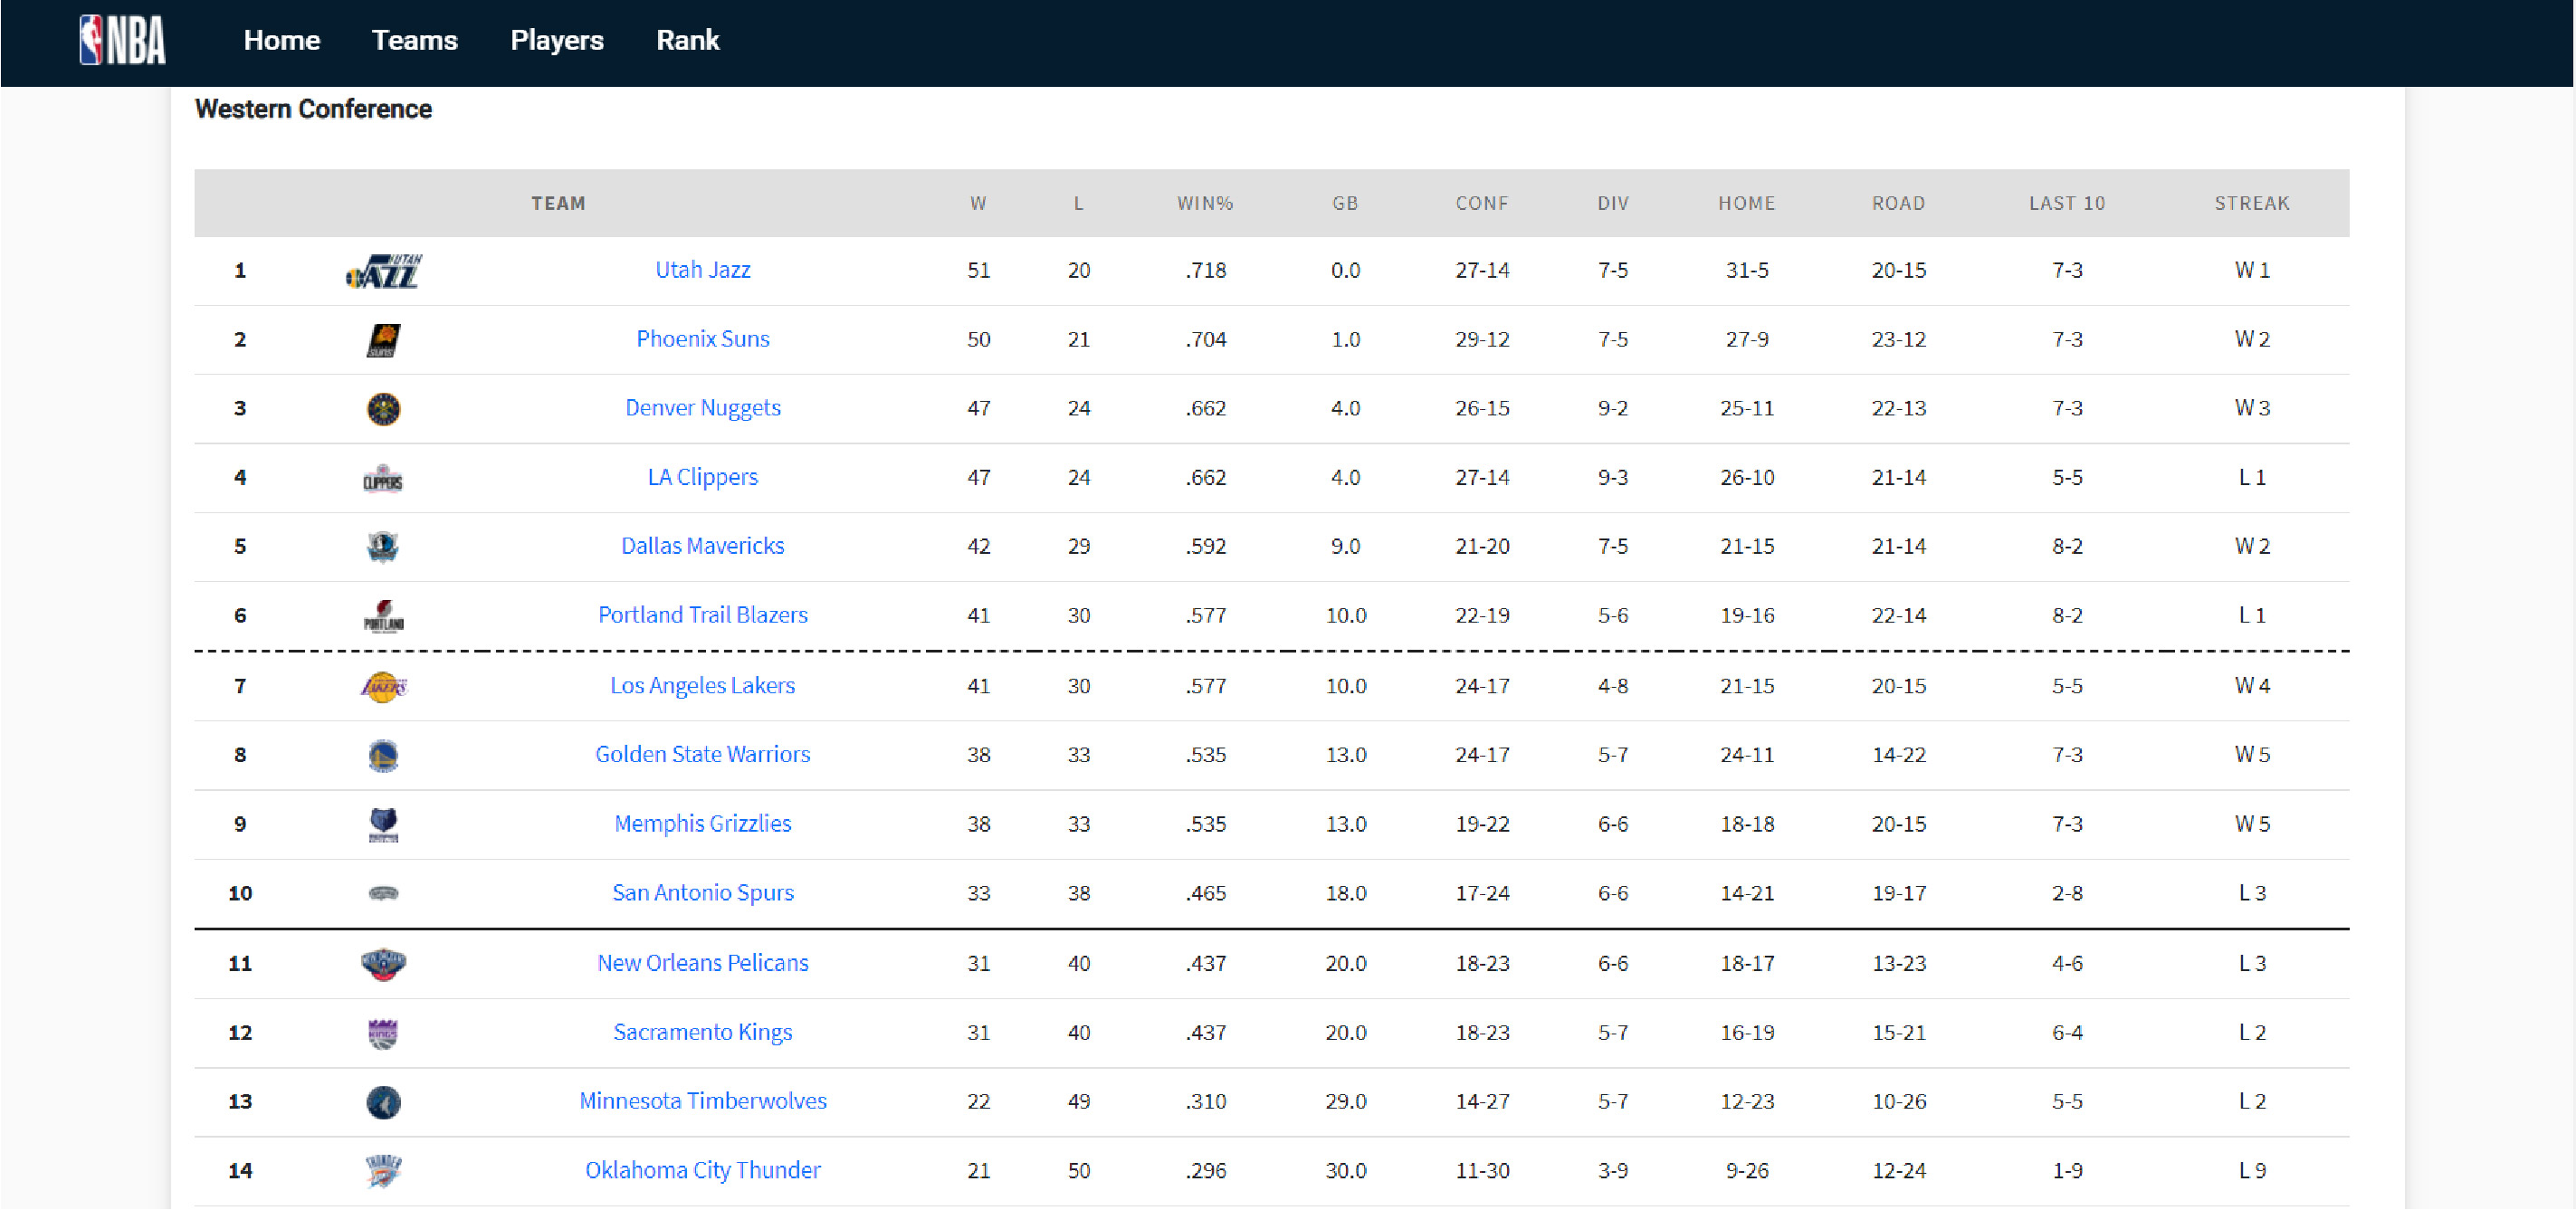 NBA Home Teams Players Rank
Western Conference
TEAM W L WIN% GB CONF DIV HOME ROAD LAST 10 STREAK
1 UTAH JAZZ Utah Jazz 51 20 .718 0.0 27-14 7-5 31-5 20-15 7-3 W 1
2 SUNS Phoenix Suns 50 21 .704 1.0 29-12 7-5 27-9 23-12 7-3 W 2
3 Denver Nuggets 47 24 .662 4.0 26-15 9-2 25-11 22-13 7-3 W 3
4 CLIPPERS LA Clippers 47 24 .662 4.0 27-14 9-3 26-10 21-14 5-5 L 1
5 Dallas Mavericks 42 29 .592 9.0 21-20 7-5 21-15 21-14 8-2 W 2
6 PORTLAND Portland Trail Blazers 41 30 .577 10.0 22-19 5-6 19-16 22-14 8-2 L 1
7 LAKERS Los Angeles Lakers 41 30 .577 10.0 24-17 4-8 21-15 20-15 5-5 W 4
8 Golden State Warriors 38 33 .535 13.0 24-17 5-7 24-11 14-22 7-3 W 5
9 Memphis Grizzlies 38 33 .535 13.0 19-22 6-6 18-18 20-15 7-3 W 5
10 San Antonio Spurs 33 38 .465 18.0 17-24 6-6 14-21 19-17 2-8 L 3
11 New Orleans Pelicans 31 40 .437 20.0 18-23 6-6 18-17 13-23 4-6 L 3
12 KINGS Sacramento Kings 31 40 .437 20.0 18-23 5-7 16-19 15-21 6-4 L 2
13 Minnesota Timberwolves 22 49 .310 29.0 14-27 5-7 12-23 10-26 5-5 L 2
14 THUNDER Oklahoma City Thunder 21 50 .296 30.0 11-30 3-9 9-26 12-24 1-9 L 9